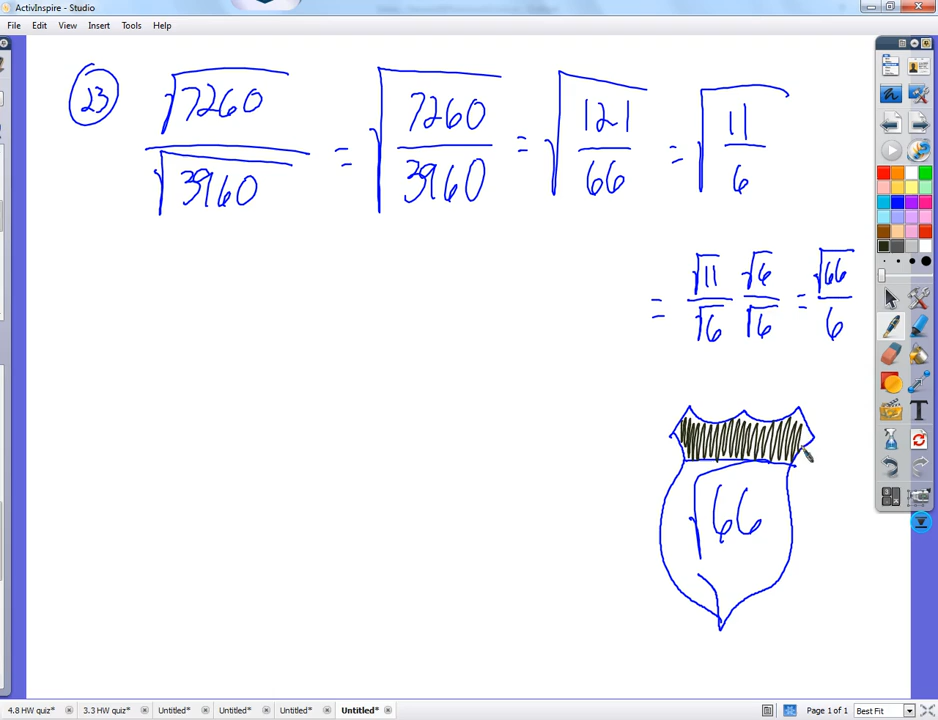 ActivInspire - Studio
File Edit View Insert Tools Help
23 √7260 / √3960 = √(7260/3960) = √(121/66) = √(11/6)
= √11/√6 √6/√6 = √66/6
√66
4.8 HW quiz* 3.3 HW quiz* Untitled* Untitled* Untitled* Untitled* Page 1 of 1 Best Fit